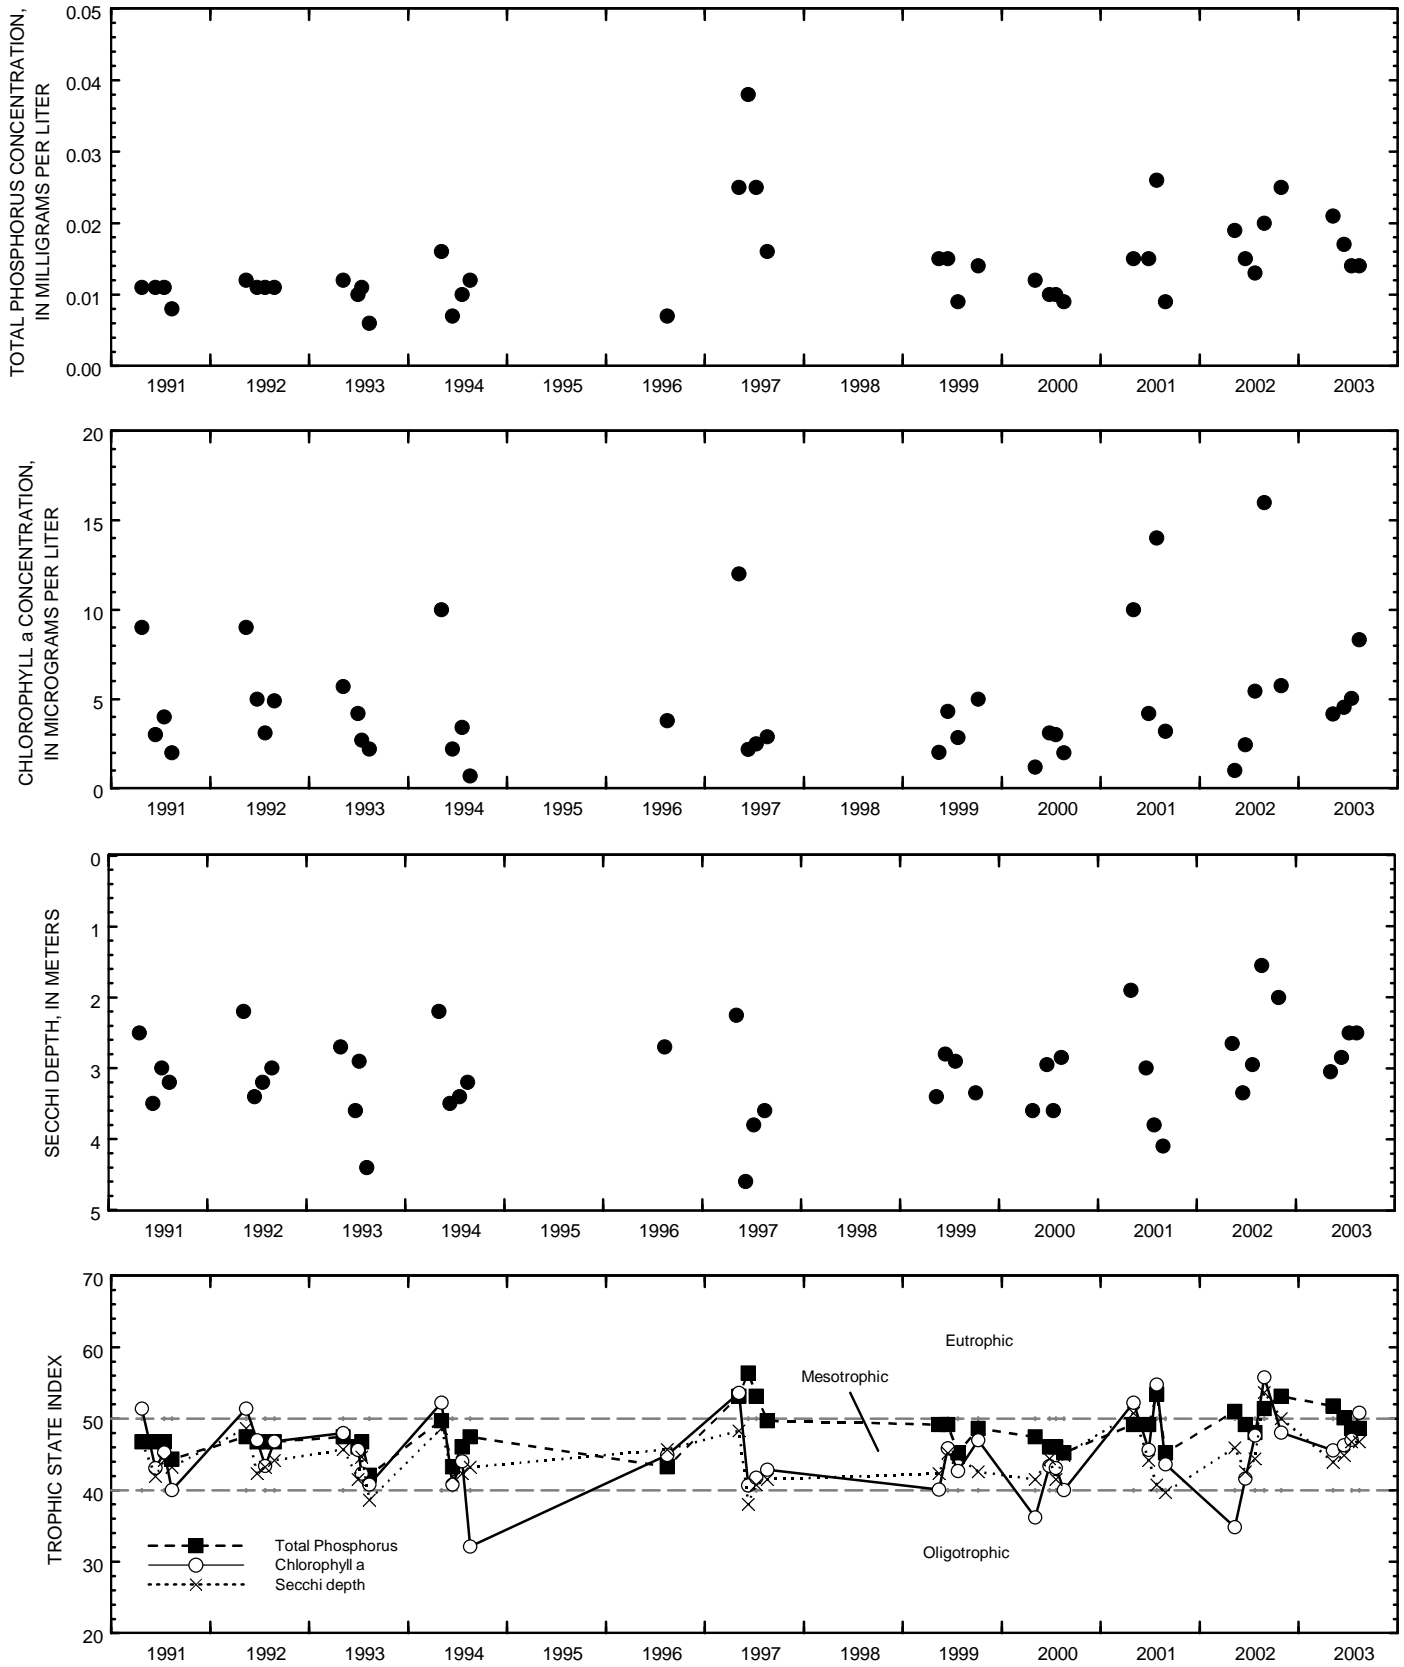 TOTAL PHOSPHORUS CONCENTRATION,
IN MILLIGRAMS PER LITER
0.05
0.04
0.03
0.02
0.01
0.00
1991 1992 1993 1994 1995 1996 1997 1998 1999 2000 2001 2002 2003
CHLOROPHYLL a CONCENTRATION,
IN MICROGRAMS PER LITER
20
15
10
5
0
1991 1992 1993 1994 1995 1996 1997 1998 1999 2000 2001 2002 2003
SECCHI DEPTH, IN METERS
0
1
2
3
4
5
1991 1992 1993 1994 1995 1996 1997 1998 1999 2000 2001 2002 2003
TROPHIC STATE INDEX
70
60
50
40
30
20
Eutrophic
Mesotrophic
Oligotrophic
Total Phosphorus
Chlorophyll a
Secchi depth
1991 1992 1993 1994 1995 1996 1997 1998 1999 2000 2001 2002 2003